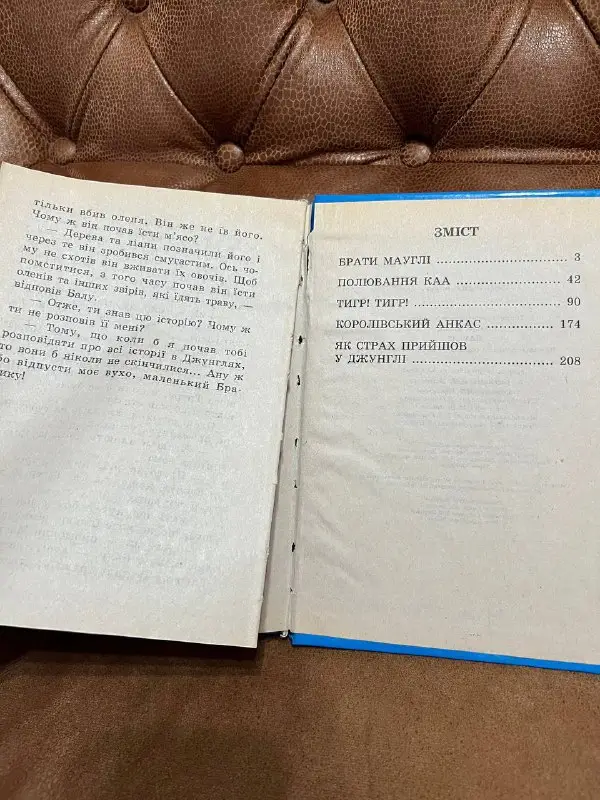 тільки вбив оленя. Він же не їв його.
Чому ж він почав їсти м’ясо?
— Дерева та ліани позначили його і
через те він зробився смугастим. Ось чо-
му не схотів він вживати їх овочів. Щоб
помститися, з того часу почав він їсти
оленів та інших звірів, які їдять траву, —
відповів Балу.
— Отже, ти знав цю історію? Чому ж
ти не розповів її мені?
— Тому, що коли б я почав тобі
розповідати про всі історії в Джунглях,
то вони б ніколи не скінчилися... Ану ж
бо відпусти моє вухо, маленький Бра-
тику!
ЗМІСТ
БРАТИ МАУГЛІ 3
ПОЛЮВАННЯ КАА 42
ТИГР! ТИГР! 90
КОРОЛІВСЬКИЙ АНКАС 174
ЯК СТРАХ ПРИЙШОВ
У ДЖУНГЛІ 208